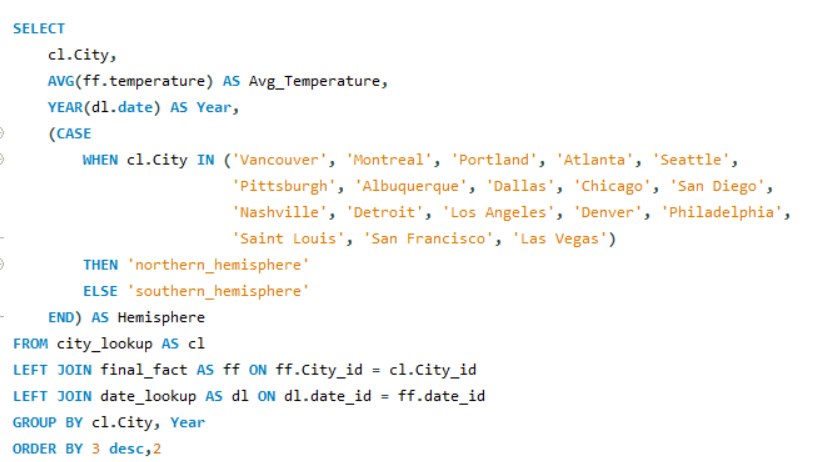 SELECT
cl.City,
AVG(ff.temperature) AS Avg_Temperature,
YEAR(dl.date) AS Year,
(CASE
WHEN cl.City IN ('Vancouver', 'Montreal', 'Portland', 'Atlanta', 'Seattle',
'Pittsburgh', 'Albuquerque', 'Dallas', 'Chicago', 'San Diego',
'Nashville', 'Detroit', 'Los Angeles', 'Denver', 'Philadelphia',
'Saint Louis', 'San Francisco', 'Las Vegas')
THEN 'northern_hemisphere'
ELSE 'southern_hemisphere'
END) AS Hemisphere
FROM city_lookup AS cl
LEFT JOIN final_fact AS ff ON ff.City_id = cl.City_id
LEFT JOIN date_lookup AS dl ON dl.date_id = ff.date_id
GROUP BY cl.City, Year
ORDER BY 3 desc,2